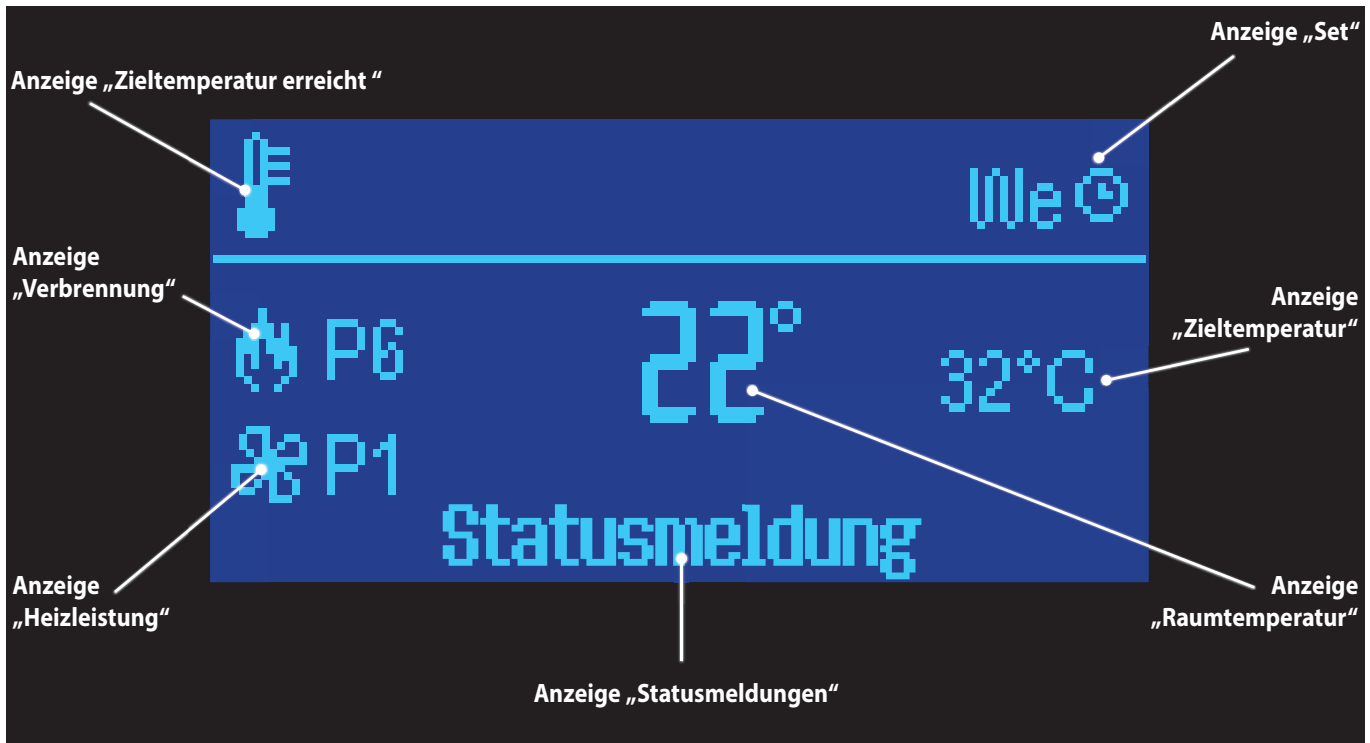 Anzeige „Set“
Anzeige „Zieltemperatur erreicht “
We
Anzeige
„Verbrennung“
P6
22°
32°C
Anzeige
„Zieltemperatur“
P1
Statusmeldung
Anzeige
„Heizleistung“
Anzeige
„Raumtemperatur“
Anzeige „Statusmeldungen“